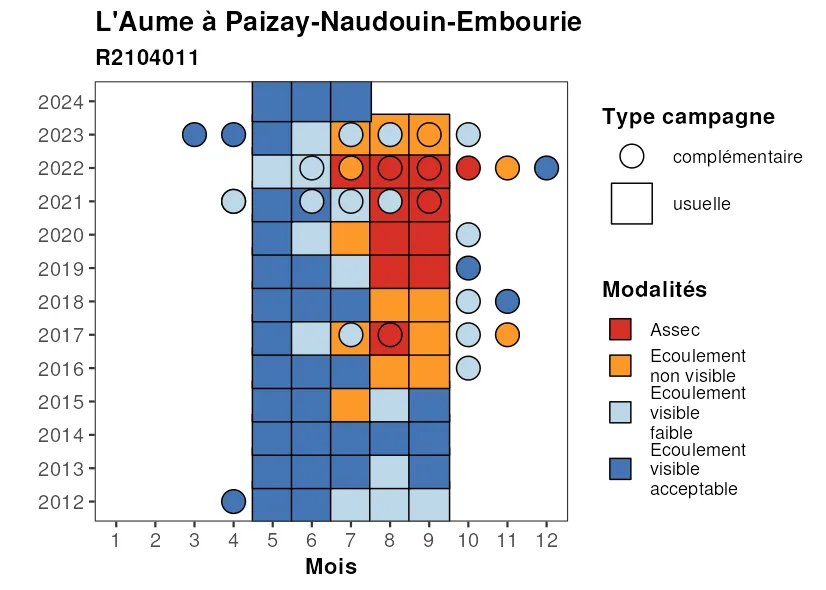 L'Aume à Paizay-Naudouin-Embourie
R2104011
2024
2023
2022
2021
2020
2019
2018
2017
2016
2015
2014
2013
2012
1 2 3 4 5 6 7 8 9 10 11 12
Mois
Type campagne
complémentaire
usuelle
Modalités
Assec
Ecoulement
non visible
Ecoulement
visible
faible
Ecoulement
visible
acceptable